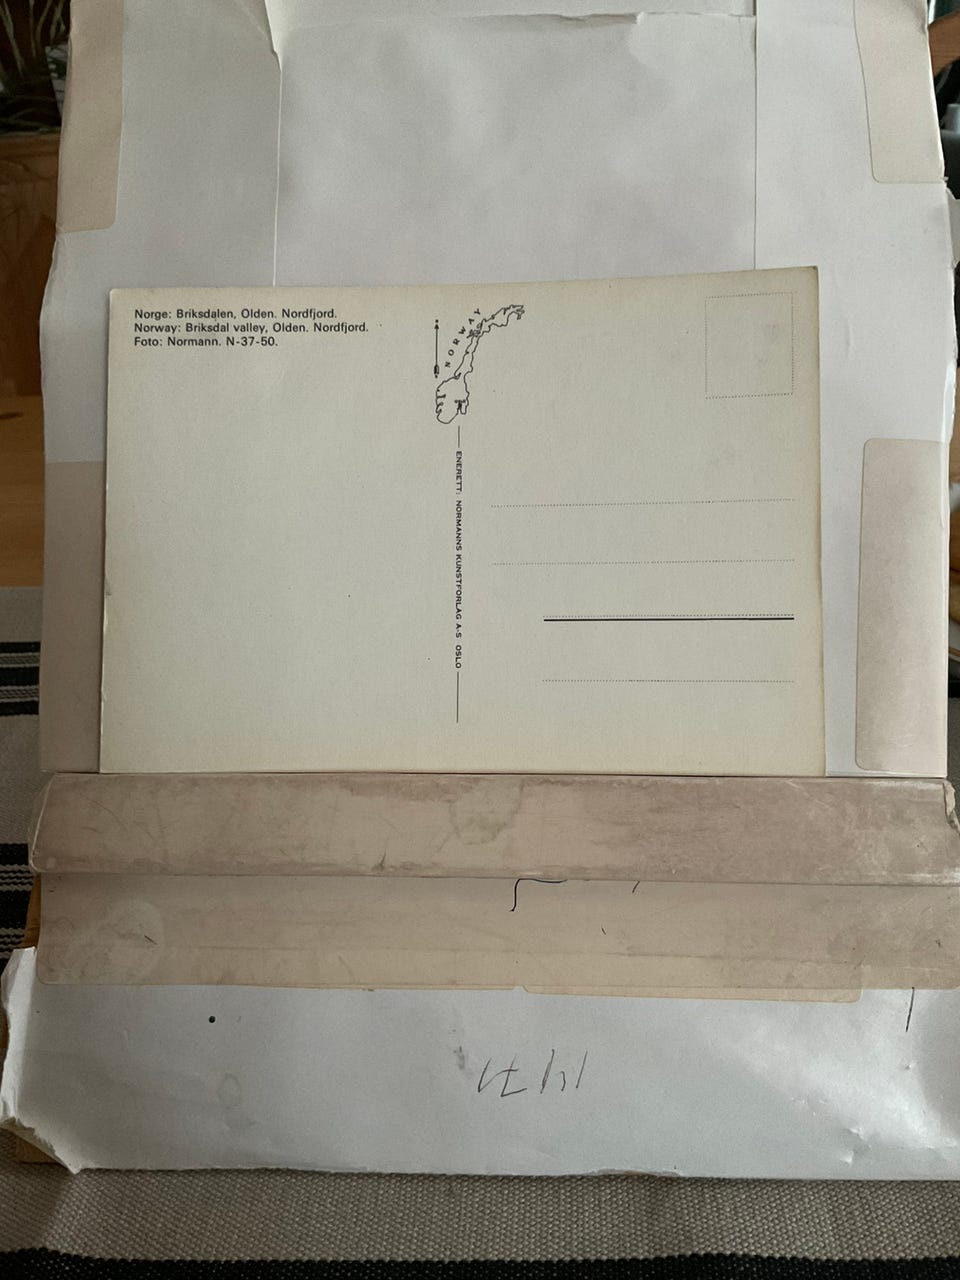 Norge: Briksdalen, Olden. Nordfjord.
Norway: Briksdal valley, Olden. Nordfjord.
Foto: Normann. N-37-50.
NORWAY
ENERETT: NORMANNS KUNSTFORLAG A-S OSLO